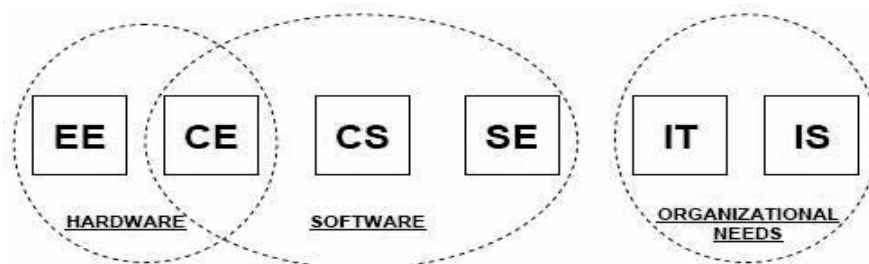 EE CE CS SE IT IS
HARDWARE SOFTWARE ORGANIZATIONAL
NEEDS